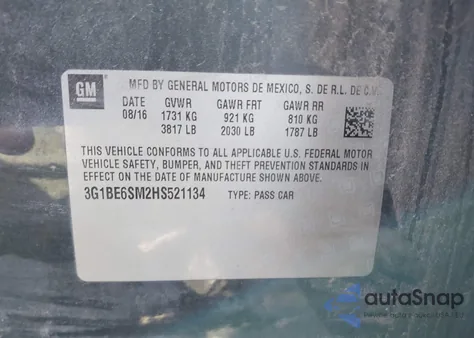 GM
MFD BY GENERAL MOTORS DE MEXICO, S. DE R.L. DE C.V.
DATE GVWR GAWR FRT GAWR RR
08/16 1731 KG 921 KG 810 KG
3817 LB 2030 LB 1787 LB
THIS VEHICLE CONFORMS TO ALL APPLICABLE U.S. FEDERAL MOTOR
VEHICLE SAFETY, BUMPER, AND THEFT PREVENTION STANDARDS IN
EFFECT ON THE DATE OF MANUFACTURE SHOWN ABOVE.
3G1BE6SM2HS521134 TYPE: PASS CAR
autoSnap